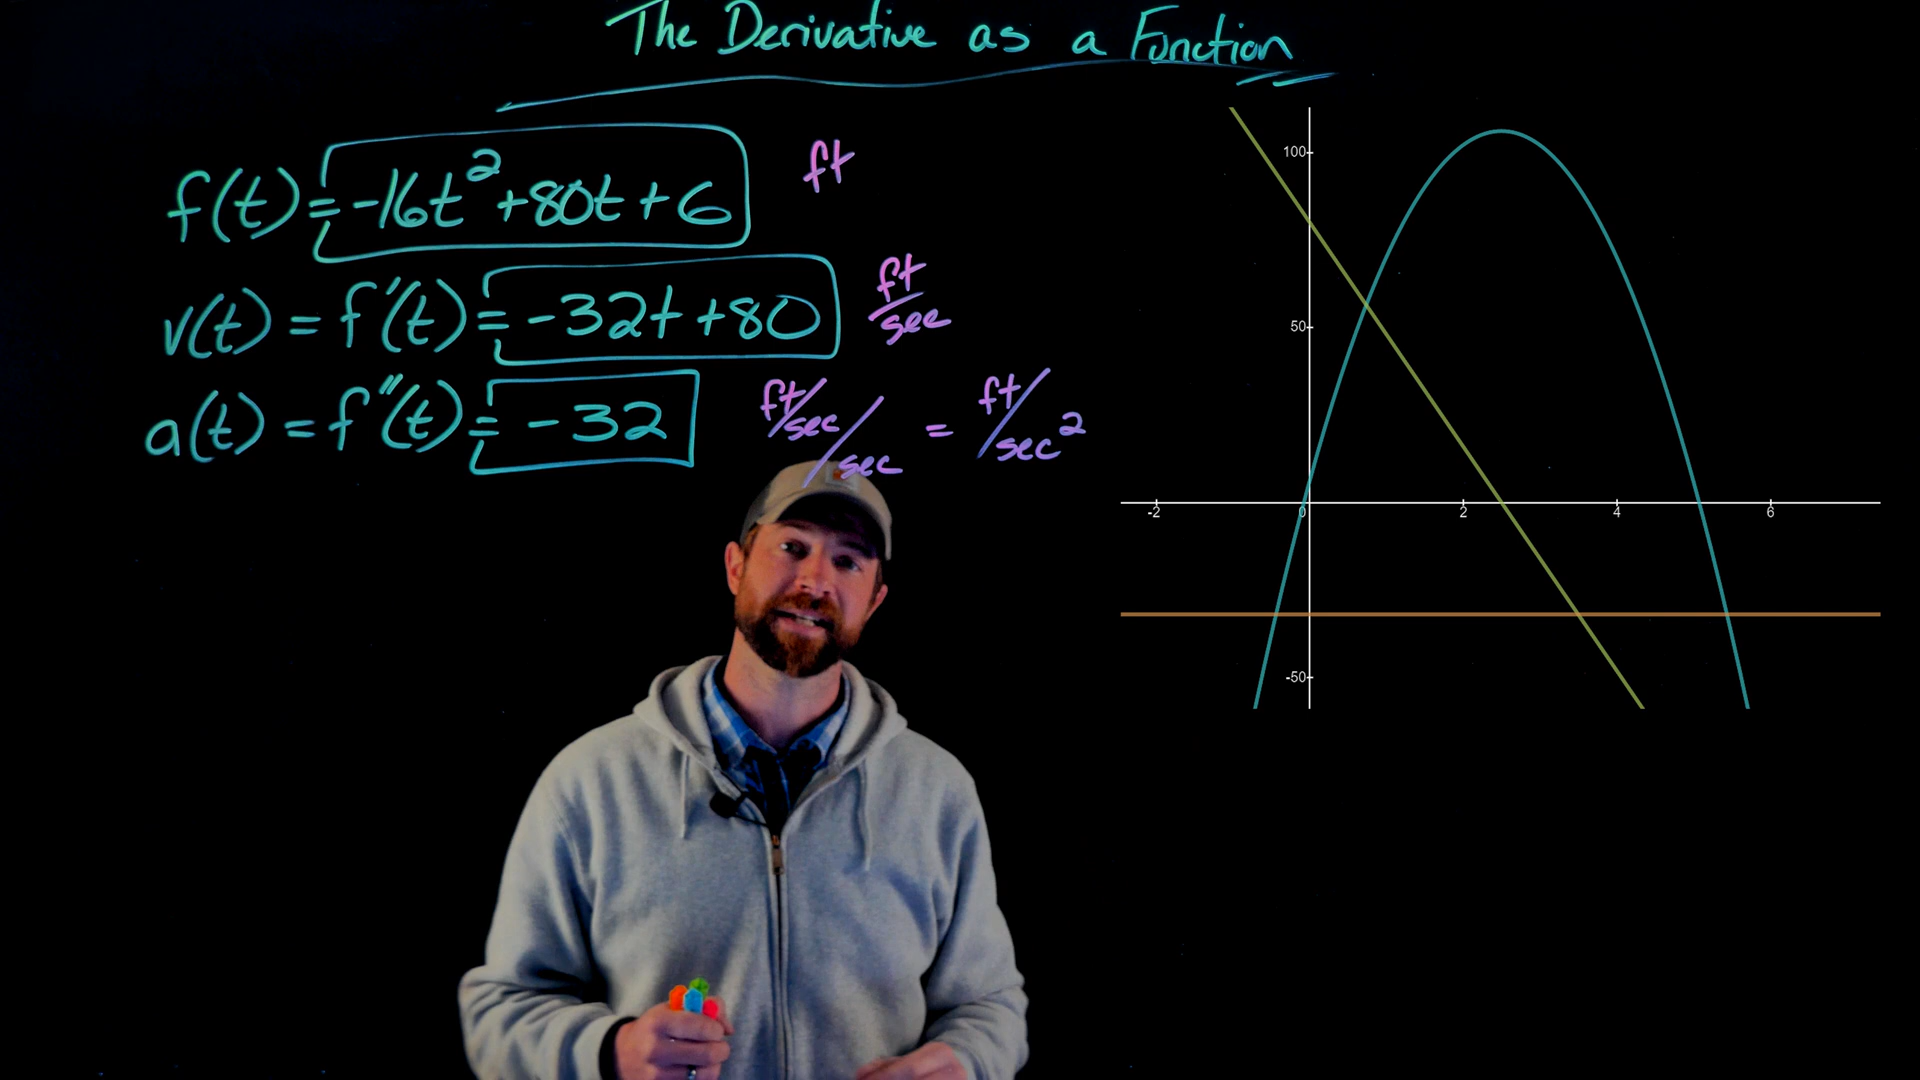 The Derivative as a Function
f(t) = -16t² + 80t + 6 ft
v(t) = f'(t) = -32t + 80 ft/sec
a(t) = f''(t) = -32 ft/sec/sec = ft/sec²
100
50
-2 0 2 4 6
-50